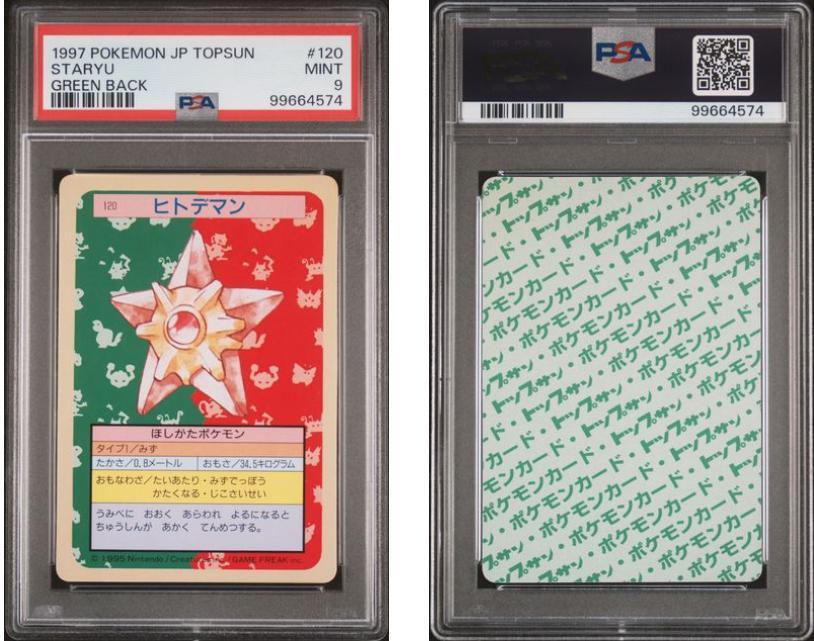 1997 POKEMON JP TOPSUN #120
STARYU MINT
GREEN BACK 9
PSA 99664574
120 ヒトデマン
ほしがたポケモン
タイプ1/みず
たかさ/0.8メートル おもさ/34.5キログラム
おもなわざ/たいあたり・みずでっぽう
かたくなる・じこさいせい
うみべに おおく あらわれ よるになると
ちゅうしんが あかく てんめつする。
© 1995 Nintendo / Creatures inc. / GAME FREAK inc.
PSA
99664574
ポケモンカード・トップサン・ポケモンカード・トップサン